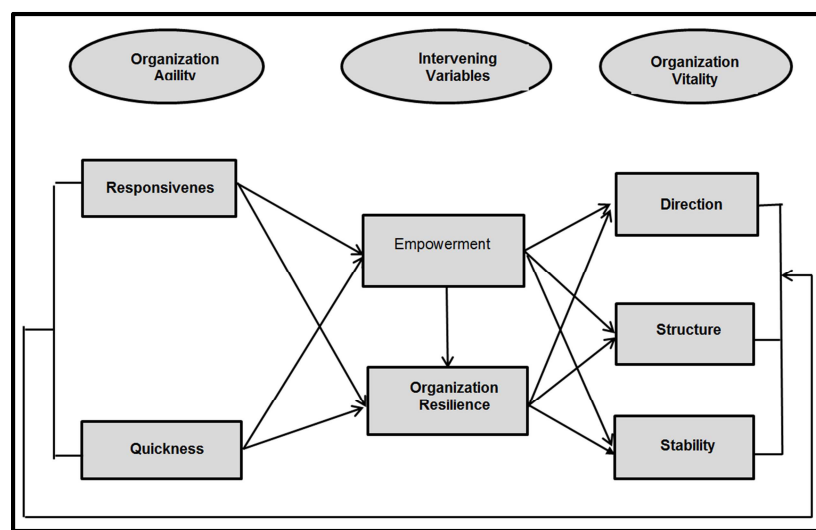 Organization
Agility
Intervening
Variables
Organization
Vitality
Responsivenes
Direction
Empowerment
Structure
Organization
Resilience
Quickness
Stability